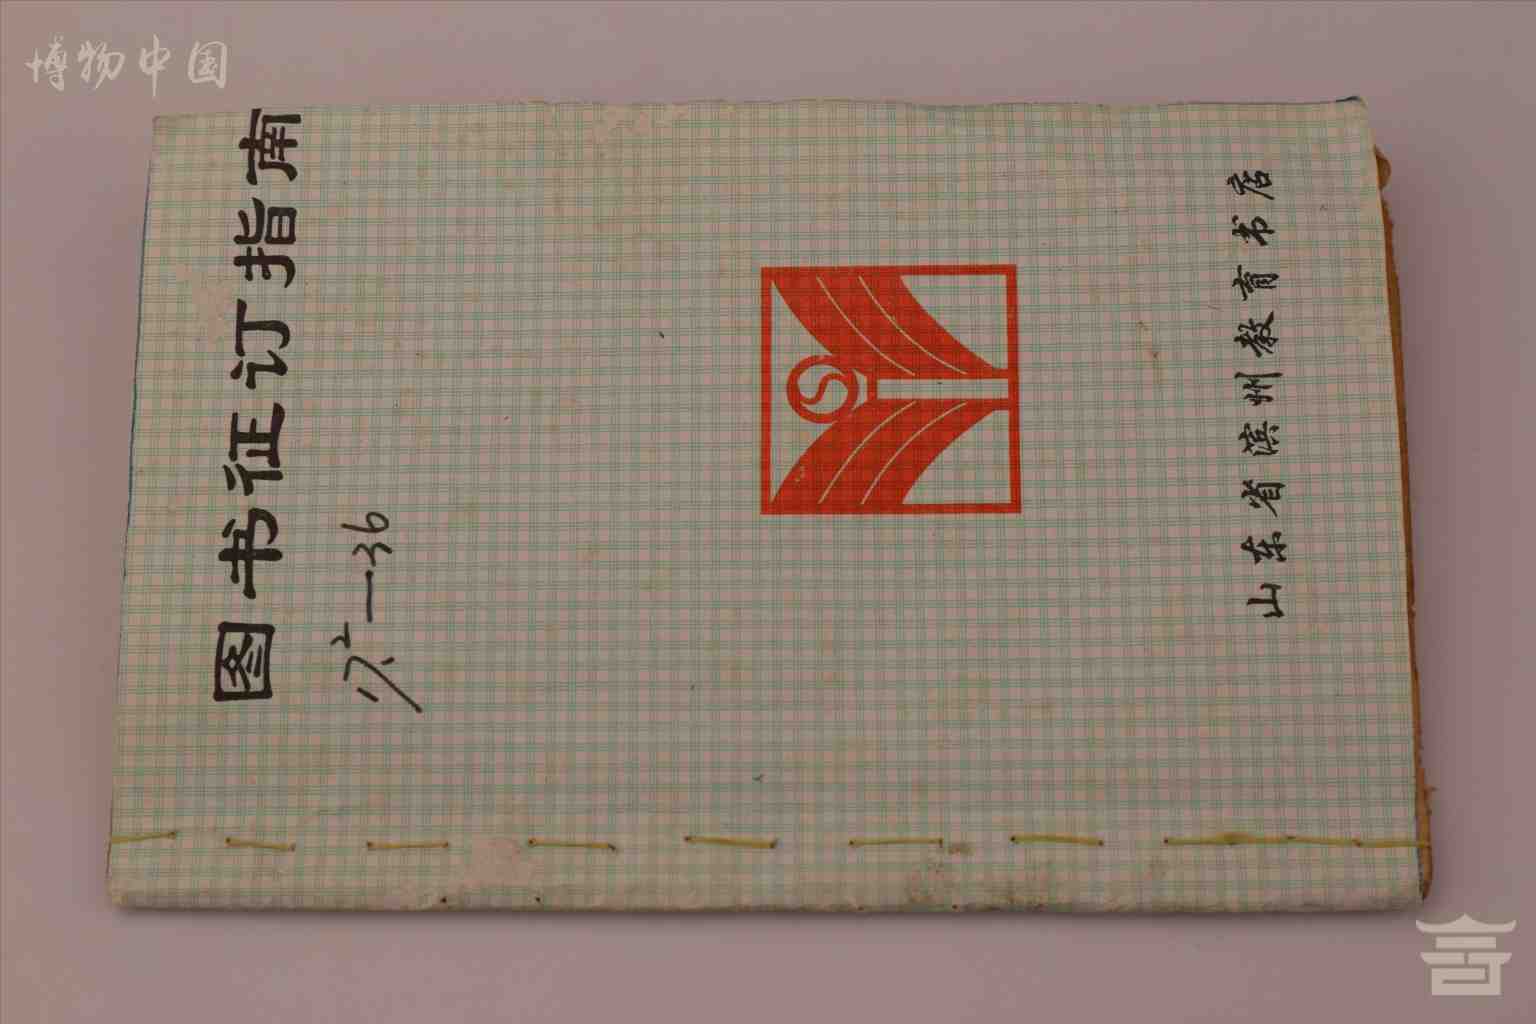 博物中国
图书征订指南
山东省滨州教育书店